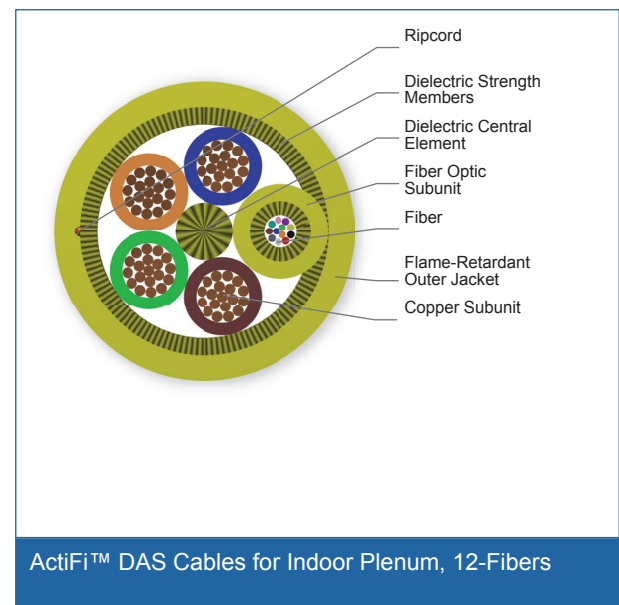 Ripcord
Dielectric Strength
Members
Dielectric Central
Element
Fiber Optic
Subunit
Fiber
Flame-Retardant
Outer Jacket
Copper Subunit
ActiFi™ DAS Cables for Indoor Plenum, 12-Fibers